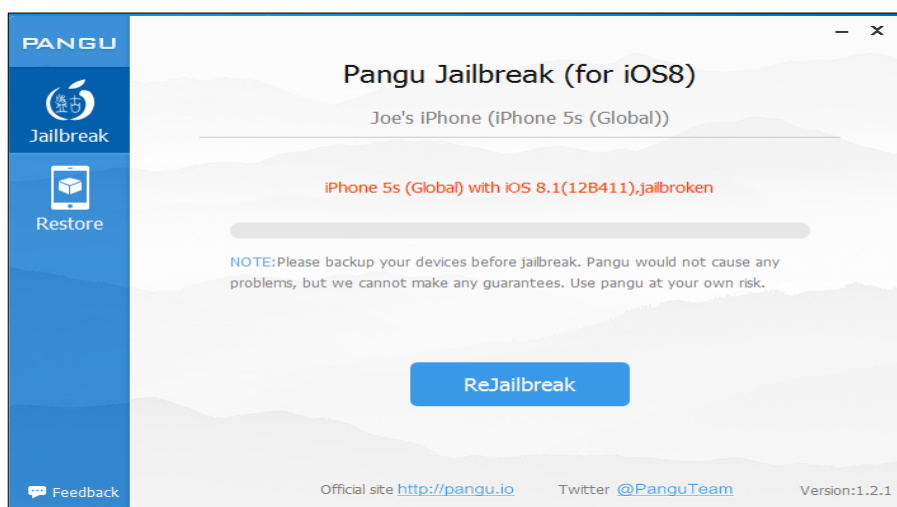 PANGU
盘古
Jailbreak
Restore
Feedback
– x
Pangu Jailbreak (for iOS8)
Joe's iPhone (iPhone 5s (Global))
iPhone 5s (Global) with iOS 8.1(12B411),jailbroken
NOTE:Please backup your devices before jailbreak. Pangu would not cause any
problems, but we cannot make any guarantees. Use pangu at your own risk.
ReJailbreak
Official site http://pangu.io Twitter @PanguTeam Version:1.2.1